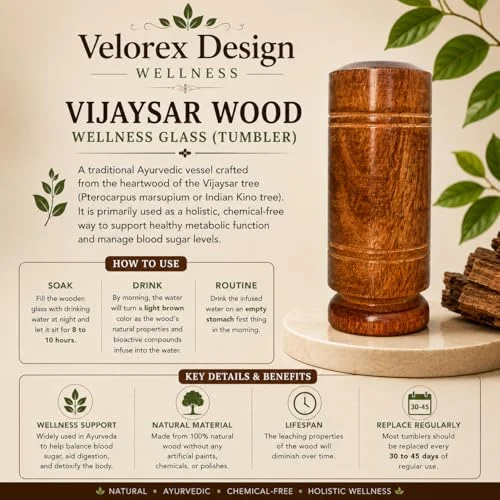 Velorex Design
WELLNESS
VIJAYSAR WOOD
WELLNESS GLASS (TUMBLER)
A traditional Ayurvedic vessel crafted
from the heartwood of the Vijaysar tree
(Pterocarpus marsupium or Indian Kino tree).
It is primarily used as a holistic, chemical-free
way to support healthy metabolic function
and manage blood sugar levels.
HOW TO USE
SOAK
Fill the wooden
glass with drinking
water at night and
let it sit for 8 to
10 hours.
DRINK
By morning, the water
will turn a light brown
color as the wood's
natural properties and
bioactive compounds
infuse into the water.
ROUTINE
Drink the infused
water on an empty
stomach first thing
in the morning.
KEY DETAILS & BENEFITS
WELLNESS SUPPORT
Widely used in Ayurveda
to help balance blood
sugar, aid digestion,
and detoxify the body.
NATURAL MATERIAL
Made from 100% natural
wood without any
artificial paints,
chemicals, or polishes.
LIFESPAN
The leaching properties
of the wood will
diminish over time.
30-45
REPLACE REGULARLY
Most tumblers should
be replaced every
30 to 45 days of
regular use.
NATURAL • AYURVEDIC • CHEMICAL-FREE • HOLISTIC WELLNESS